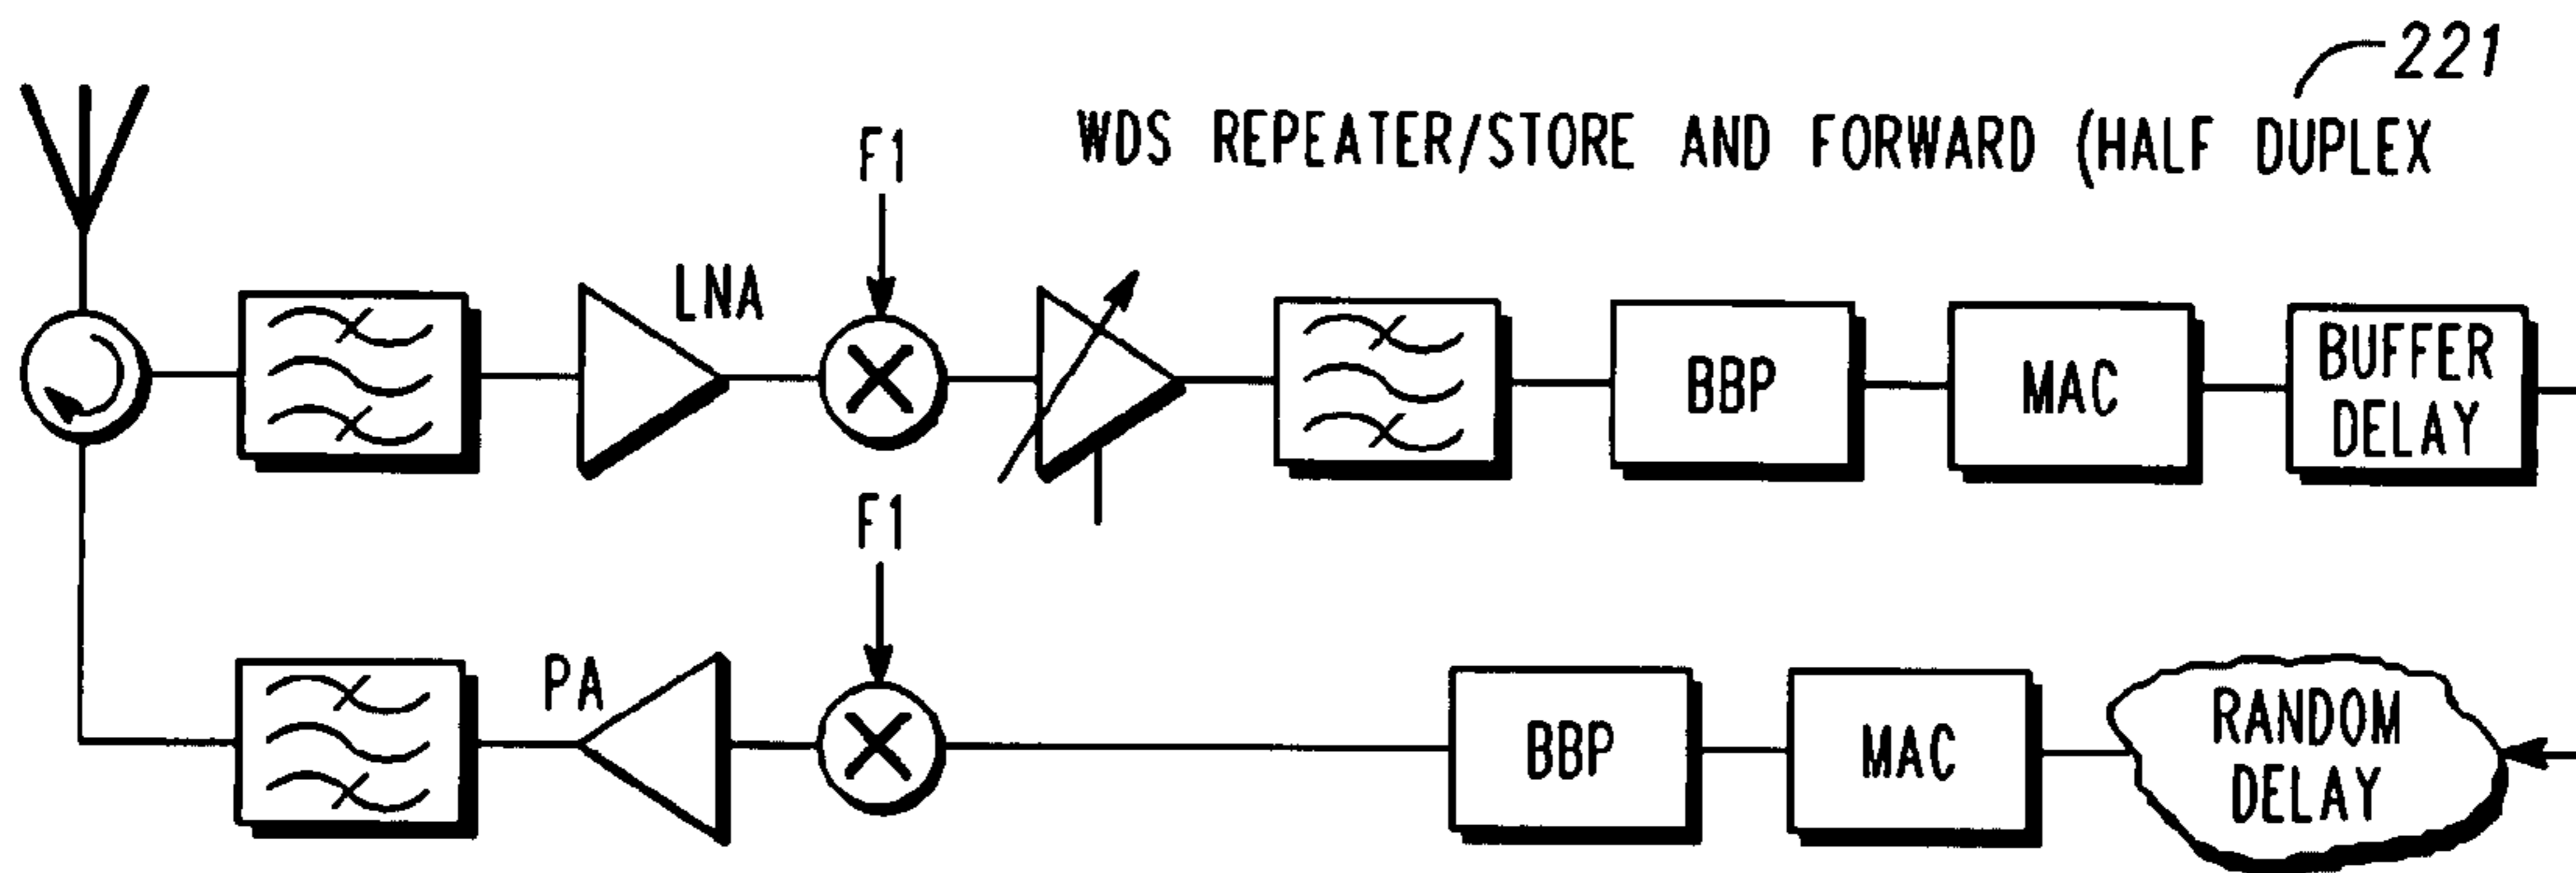 221
WDS REPEATER/STORE AND FORWARD (HALF DUPLEX
F1
LNA
BBP
MAC
BUFFER
DELAY
F1
PA
BBP
MAC
RANDOM
DELAY